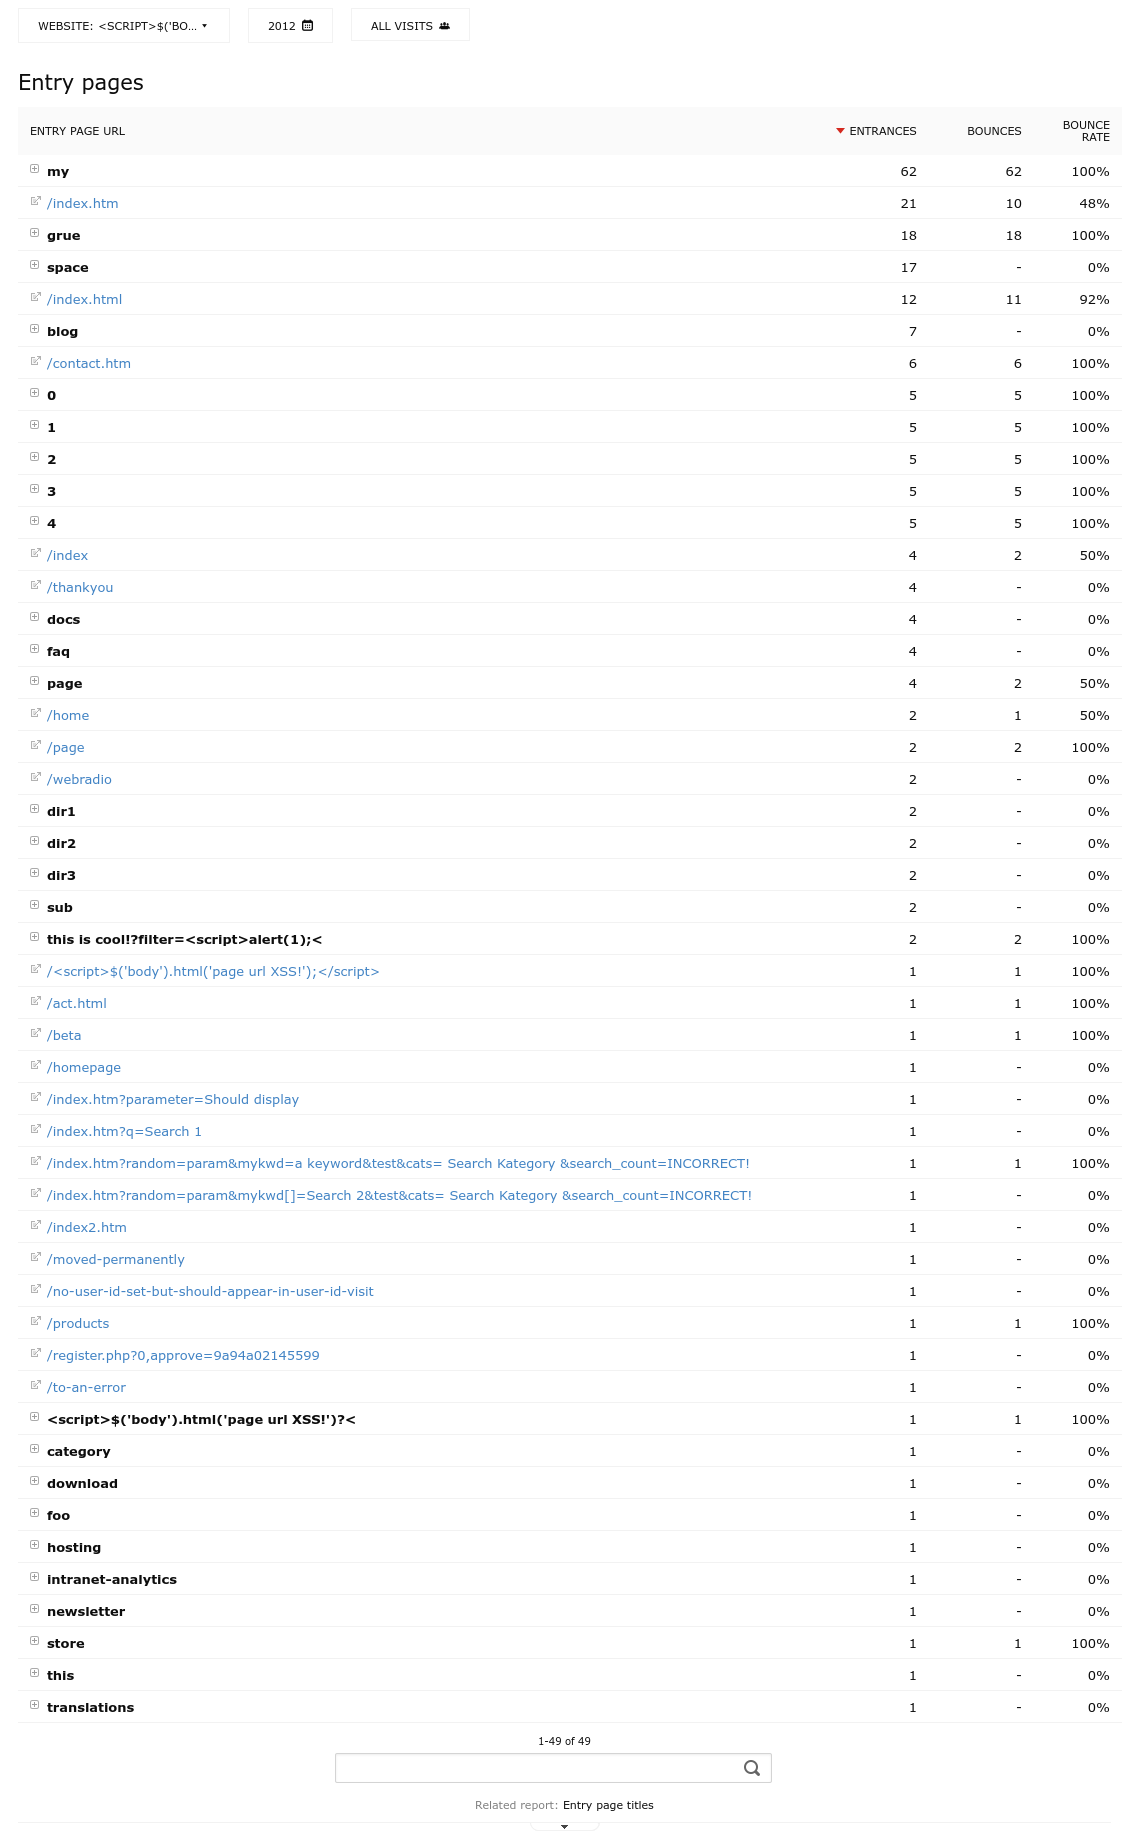 WEBSITE: <SCRIPT>$('BO... 2012 ALL VISITS
Entry pages
ENTRY PAGE URL ENTRANCES BOUNCES BOUNCE RATE
my 62 62 100%
/index.htm 21 10 48%
grue 18 18 100%
space 17 - 0%
/index.html 12 11 92%
blog 7 - 0%
/contact.htm 6 6 100%
0 5 5 100%
1 5 5 100%
2 5 5 100%
3 5 5 100%
4 5 5 100%
/index 4 2 50%
/thankyou 4 - 0%
docs 4 - 0%
faq 4 - 0%
page 4 2 50%
/home 2 1 50%
/page 2 2 100%
/webradio 2 - 0%
dir1 2 - 0%
dir2 2 - 0%
dir3 2 - 0%
sub 2 - 0%
this is cool!?filter=<script>alert(1);< 2 2 100%
/<script>$('body').html('page url XSS!');</script> 1 1 100%
/act.html 1 1 100%
/beta 1 1 100%
/homepage 1 - 0%
/index.htm?parameter=Should display 1 - 0%
/index.htm?q=Search 1 1 - 0%
/index.htm?random=param&mykwd=a keyword&test&cats= Search Kategory &search_count=INCORRECT! 1 1 100%
/index.htm?random=param&mykwd[]=Search 2&test&cats= Search Kategory &search_count=INCORRECT! 1 - 0%
/index2.htm 1 - 0%
/moved-permanently 1 - 0%
/no-user-id-set-but-should-appear-in-user-id-visit 1 - 0%
/products 1 1 100%
/register.php?0,approve=9a94a02145599 1 - 0%
/to-an-error 1 - 0%
<script>$('body').html('page url XSS!')?< 1 1 100%
category 1 - 0%
download 1 - 0%
foo 1 - 0%
hosting 1 - 0%
intranet-analytics 1 - 0%
newsletter 1 - 0%
store 1 1 100%
this 1 - 0%
translations 1 - 0%
1-49 of 49
Related report: Entry page titles